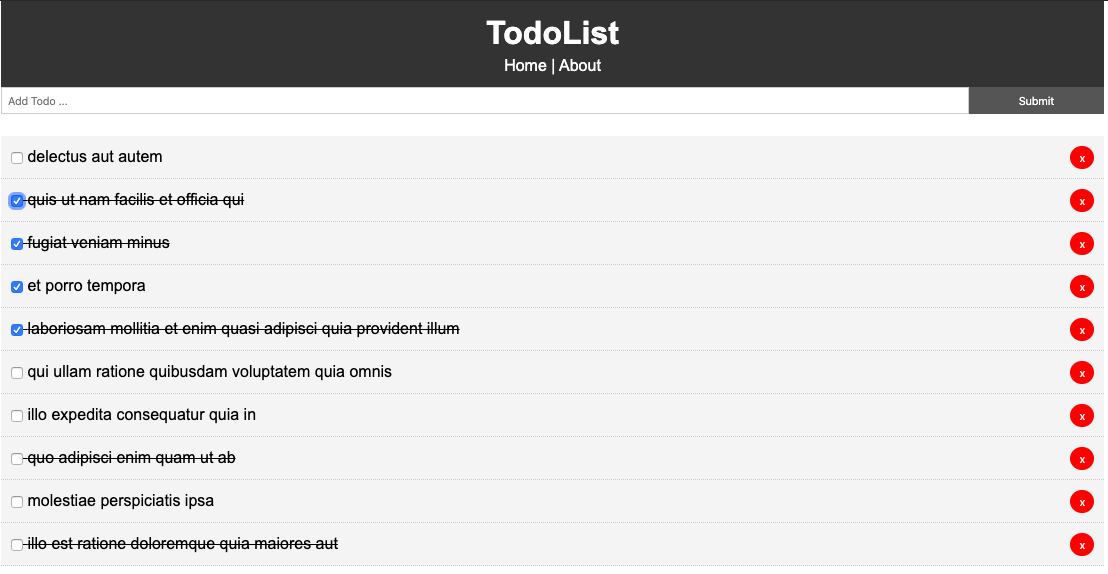 TodoList
Home | About
Add Todo ...
Submit
delectus aut autem
x
quis ut nam facilis et officia qui
x
fugiat veniam minus
x
et porro tempora
x
laboriosam mollitia et enim quasi adipisci quia provident illum
x
qui ullam ratione quibusdam voluptatem quia omnis
x
illo expedita consequatur quia in
x
quo adipisci enim quam ut ab
x
molestiae perspiciatis ipsa
x
illo est ratione doloremque quia maiores aut
x